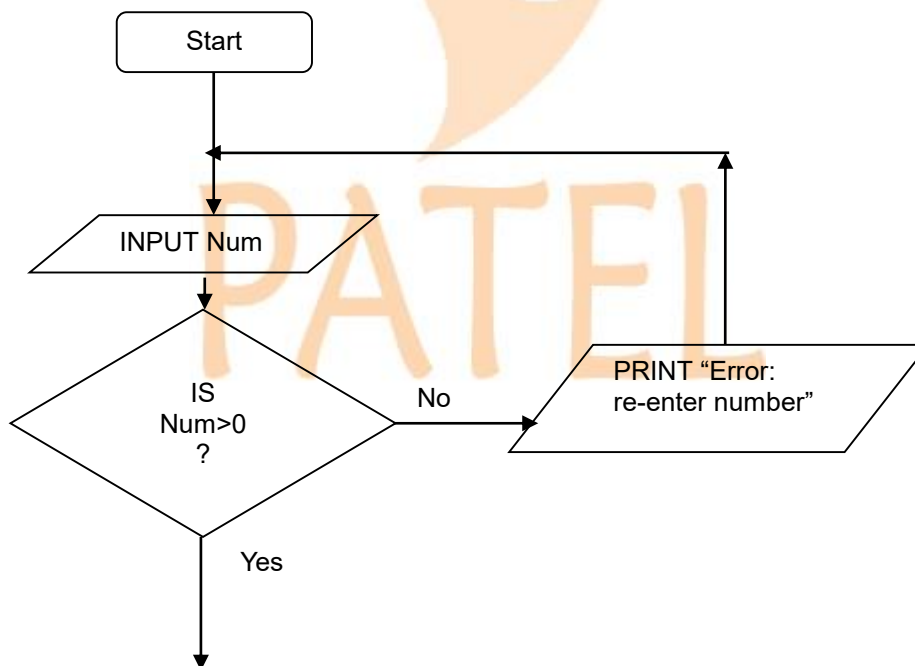 Start
PATEL
INPUT Num
IS
Num>0
?
No
PRINT “Error:
re-enter number”
Yes